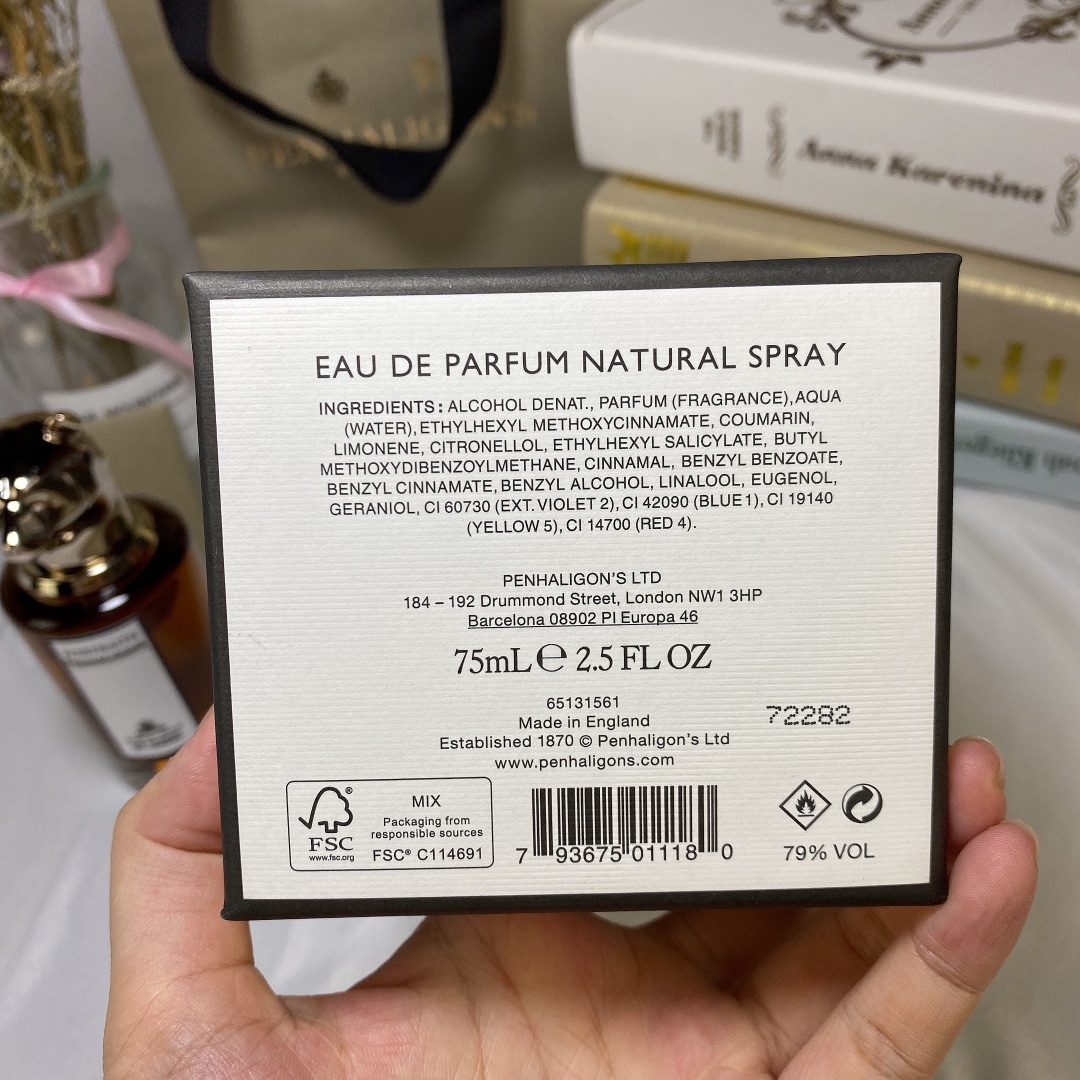 PENHALIGON'S
Anna Karenina
EAU DE PARFUM NATURAL SPRAY
INGREDIENTS: ALCOHOL DENAT., PARFUM (FRAGRANCE), AQUA
(WATER), ETHYLHEXYL METHOXYCINNAMATE, COUMARIN,
LIMONENE, CITRONELLOL, ETHYLHEXYL SALICYLATE, BUTYL
METHOXYDIBENZOYLMETHANE, CINNAMAL, BENZYL BENZOATE,
BENZYL CINNAMATE, BENZYL ALCOHOL, LINALOOL, EUGENOL,
GERANIOL, CI 60730 (EXT. VIOLET 2), CI 42090 (BLUE 1), CI 19140
(YELLOW 5), CI 14700 (RED 4).
PENHALIGON'S LTD
184 – 192 Drummond Street, London NW1 3HP
Barcelona 08902 Pl Europa 46
75mL ℮ 2.5 FL OZ
65131561
Made in England
72282
Established 1870 © Penhaligon's Ltd
www.penhaligons.com
FSC®
www.fsc.org
MIX
Packaging from
responsible sources
FSC® C114691
7 93675 01118 0
79% VOL